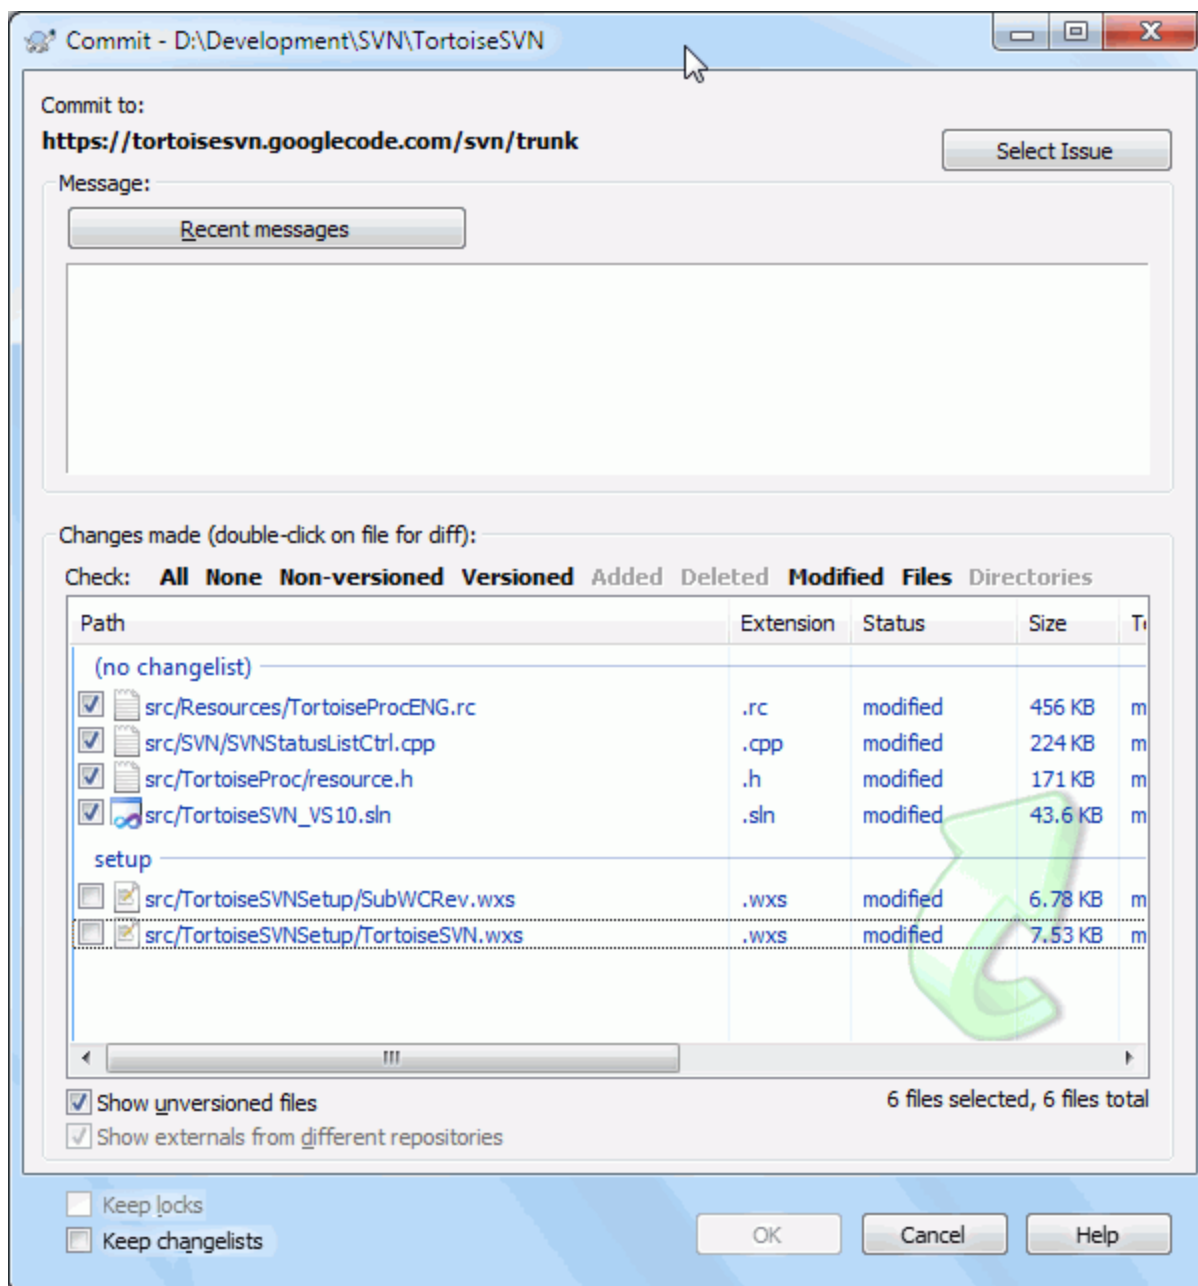 Commit - D:\Development\SVN\TortoiseSVN
Commit to:
https://tortoisesvn.googlecode.com/svn/trunk
Select Issue
Message:
Recent messages
Changes made (double-click on file for diff):
Check: All None Non-versioned Versioned Added Deleted Modified Files Directories
Path Extension Status Size
(no changelist)
src/Resources/TortoiseProcENG.rc .rc modified 456 KB m
src/SVN/SVNStatusListCtrl.cpp .cpp modified 224 KB m
src/TortoiseProc/resource.h .h modified 171 KB m
src/TortoiseSVN_VS10.sln .sln modified 43.6 KB m
setup
src/TortoiseSVNSetup/SubWCRev.wxs .wxs modified 6.78 KB m
src/TortoiseSVNSetup/TortoiseSVN.wxs .wxs modified 7.53 KB m
Show unversioned files
6 files selected, 6 files total
Show externals from different repositories
Keep locks
Keep changelists
OK Cancel Help